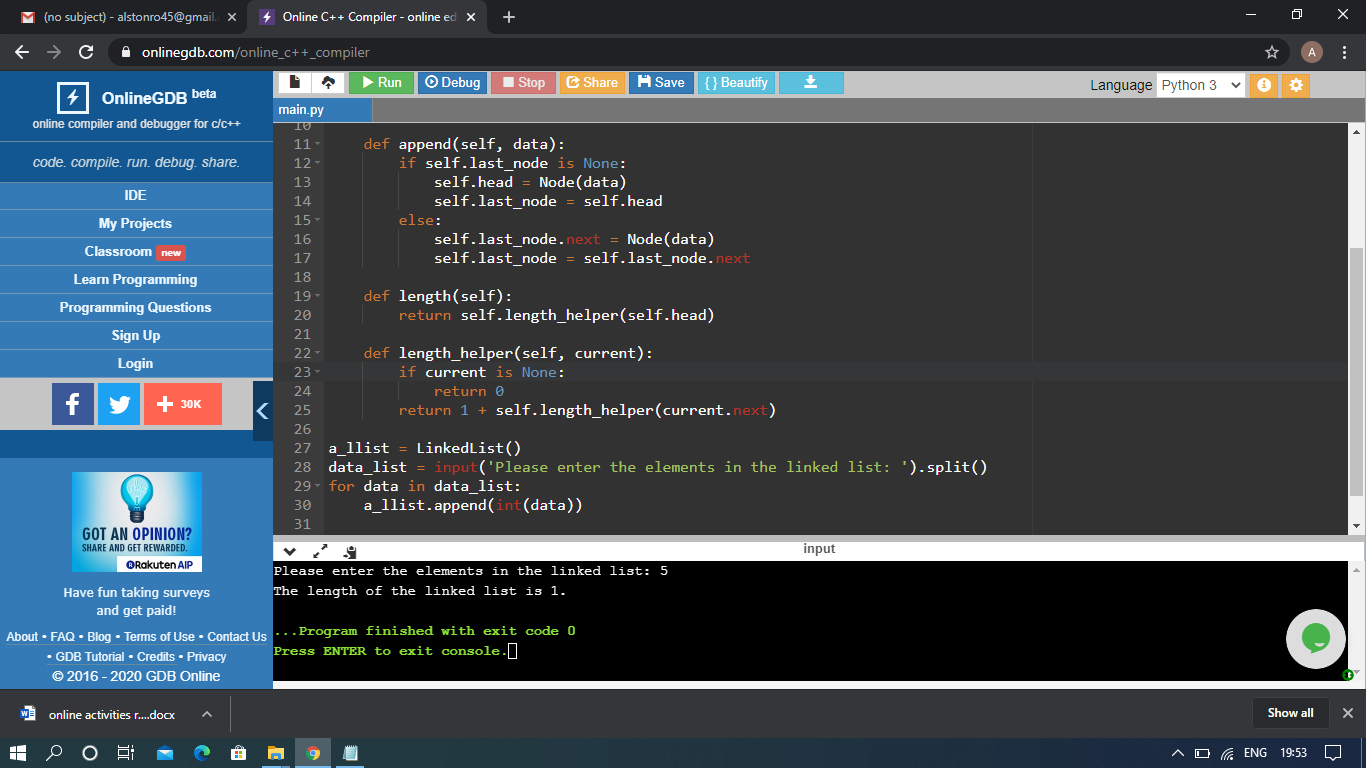 (no subject) - alstonro45@gmail.
Online C++ Compiler - online ed
onlinegdb.com/online_c++_compiler
A
OnlineGDB beta
online compiler and debugger for c/c++
code. compile. run. debug. share.
IDE
My Projects
Classroom new
Learn Programming
Programming Questions
Sign Up
Login
30K
GOT AN OPINION?
SHARE AND GET REWARDED.
Rakuten AIP
Have fun taking surveys
and get paid!
About • FAQ • Blog • Terms of Use • Contact Us
• GDB Tutorial • Credits • Privacy
© 2016 - 2020 GDB Online
Run Debug Stop Share Save { } Beautify
Language Python 3
main.py
10
11 def append(self, data):
12 if self.last_node is None:
13 self.head = Node(data)
14 self.last_node = self.head
15 else:
16 self.last_node.next = Node(data)
17 self.last_node = self.last_node.next
18
19 def length(self):
20 return self.length_helper(self.head)
21
22 def length_helper(self, current):
23 if current is None:
24 return 0
25 return 1 + self.length_helper(current.next)
26
27 a_llist = LinkedList()
28 data_list = input('Please enter the elements in the linked list: ').split()
29 for data in data_list:
30 a_llist.append(int(data))
31
input
Please enter the elements in the linked list: 5
The length of the linked list is 1.
...Program finished with exit code 0
Press ENTER to exit console.
online activities r....docx
Show all
ENG 19:53